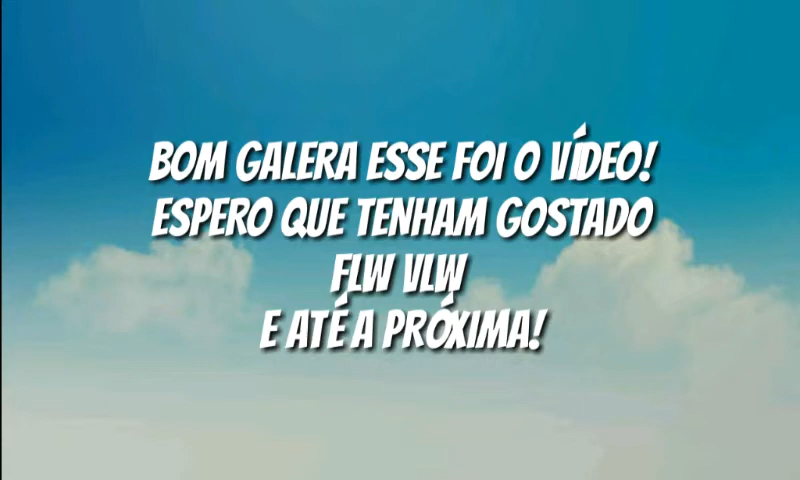 BOM GALERA ESSE FOI O VÍDEO!
ESPERO QUE TENHAM GOSTADO
FLW VLW
E ATÉ A PRÓXIMA!